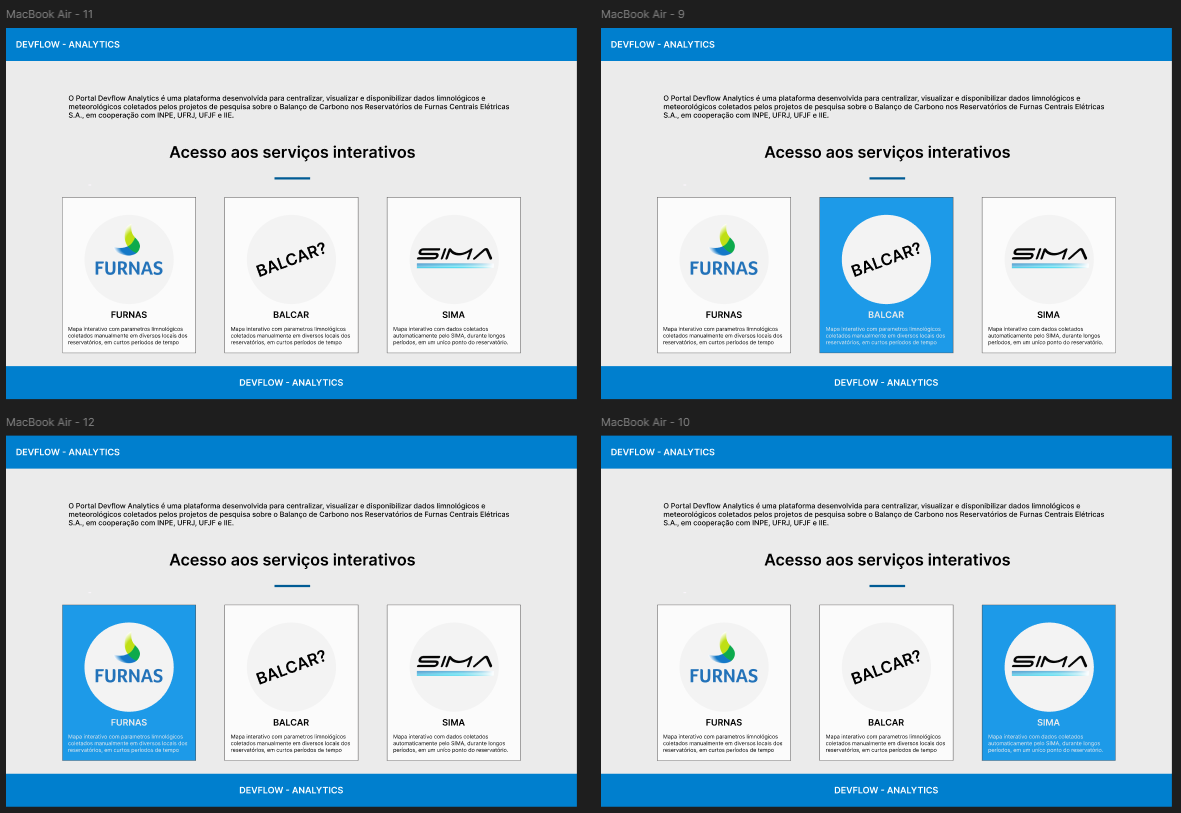 MacBook Air - 11
DEVFLOW - ANALYTICS
O Portal Devflow Analytics é uma plataforma desenvolvida para centralizar, visualizar e disponibilizar dados limnológicos e
meteorológicos coletados pelos projetos de pesquisa sobre o Balanço de Carbono nos Reservatórios de Furnas Centrais Elétricas
S.A., em cooperação com INPE, UFRJ, UFJF e IIE.
Acesso aos serviços interativos
FURNAS
FURNAS
Mapa interativo com parametros limnológicos
coletados manualmente em diversos locais dos
reservatórios, em curtos períodos de tempo
BALCAR?
BALCAR
Mapa interativo com parametros limnológicos
coletados manualmente em diversos locais dos
reservatórios, em curtos períodos de tempo
SIMA
SIMA
Mapa interativo com dados coletados
automaticamente pelo SIMA, durante longos
períodos, em um unico ponto do reservatório.
DEVFLOW - ANALYTICS
MacBook Air - 9
DEVFLOW - ANALYTICS
O Portal Devflow Analytics é uma plataforma desenvolvida para centralizar, visualizar e disponibilizar dados limnológicos e
meteorológicos coletados pelos projetos de pesquisa sobre o Balanço de Carbono nos Reservatórios de Furnas Centrais Elétricas
S.A., em cooperação com INPE, UFRJ, UFJF e IIE.
Acesso aos serviços interativos
FURNAS
FURNAS
Mapa interativo com parametros limnológicos
coletados manualmente em diversos locais dos
reservatórios, em curtos períodos de tempo
BALCAR?
BALCAR
Mapa interativo com parametros limnológicos
coletados manualmente em diversos locais dos
reservatórios, em curtos períodos de tempo
SIMA
SIMA
Mapa interativo com dados coletados
automaticamente pelo SIMA, durante longos
períodos, em um unico ponto do reservatório.
DEVFLOW - ANALYTICS
MacBook Air - 12
DEVFLOW - ANALYTICS
O Portal Devflow Analytics é uma plataforma desenvolvida para centralizar, visualizar e disponibilizar dados limnológicos e
meteorológicos coletados pelos projetos de pesquisa sobre o Balanço de Carbono nos Reservatórios de Furnas Centrais Elétricas
S.A., em cooperação com INPE, UFRJ, UFJF e IIE.
Acesso aos serviços interativos
FURNAS
FURNAS
Mapa interativo com parametros limnológicos
coletados manualmente em diversos locais dos
reservatórios, em curtos períodos de tempo
BALCAR?
BALCAR
Mapa interativo com parametros limnológicos
coletados manualmente em diversos locais dos
reservatórios, em curtos períodos de tempo
SIMA
SIMA
Mapa interativo com dados coletados
automaticamente pelo SIMA, durante longos
períodos, em um unico ponto do reservatório.
DEVFLOW - ANALYTICS
MacBook Air - 10
DEVFLOW - ANALYTICS
O Portal Devflow Analytics é uma plataforma desenvolvida para centralizar, visualizar e disponibilizar dados limnológicos e
meteorológicos coletados pelos projetos de pesquisa sobre o Balanço de Carbono nos Reservatórios de Furnas Centrais Elétricas
S.A., em cooperação com INPE, UFRJ, UFJF e IIE.
Acesso aos serviços interativos
FURNAS
FURNAS
Mapa interativo com parametros limnológicos
coletados manualmente em diversos locais dos
reservatórios, em curtos períodos de tempo
BALCAR?
BALCAR
Mapa interativo com parametros limnológicos
coletados manualmente em diversos locais dos
reservatórios, em curtos períodos de tempo
SIMA
SIMA
Mapa interativo com dados coletados
automaticamente pelo SIMA, durante longos
períodos, em um unico ponto do reservatório.
DEVFLOW - ANALYTICS